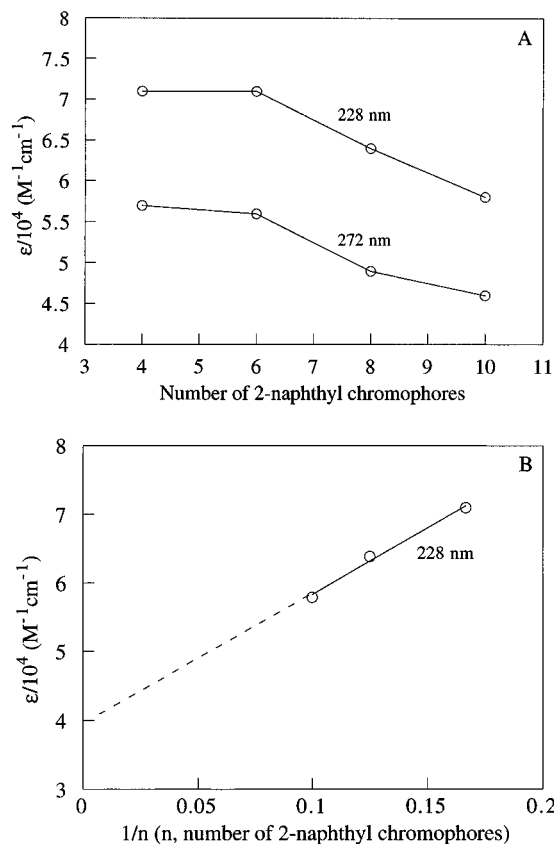 A
8
7
6.5
6
5.5
5
4.5
4
228 nm
272 nm
ε/10⁴ (M⁻¹cm⁻¹)
3 4 5 6 7 8 9 10 11
Number of 2-naphthyl chromophores
B
8
7
6
5
4
3
228 nm
ε/10⁴ (M⁻¹cm⁻¹)
0 0.05 0.1 0.15 0.2
1/n (n, number of 2-naphthyl chromophores)